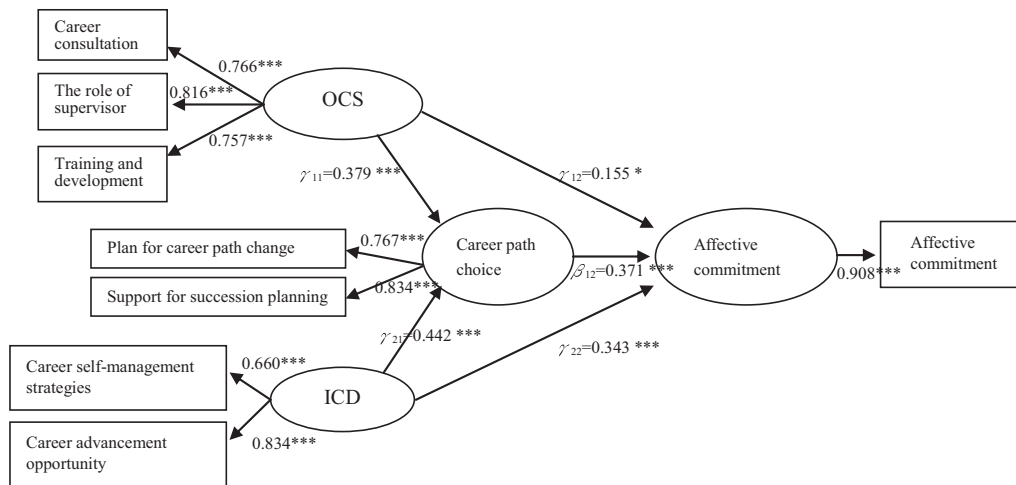 Career
consultation
0.766***
The role of
supervisor
0.816***
OCS
Training and
development
0.757***
γ11=0.379 ***
γ12=0.155 *
Plan for career path change
0.767***
Career path
choice
Affective
commitment
Affective
commitment
Support for succession planning
0.834***
β12=0.371 ***
0.908***
γ21=0.442 ***
γ22=0.343 ***
Career self-management
strategies
0.660***
ICD
Career advancement
opportunity
0.834***